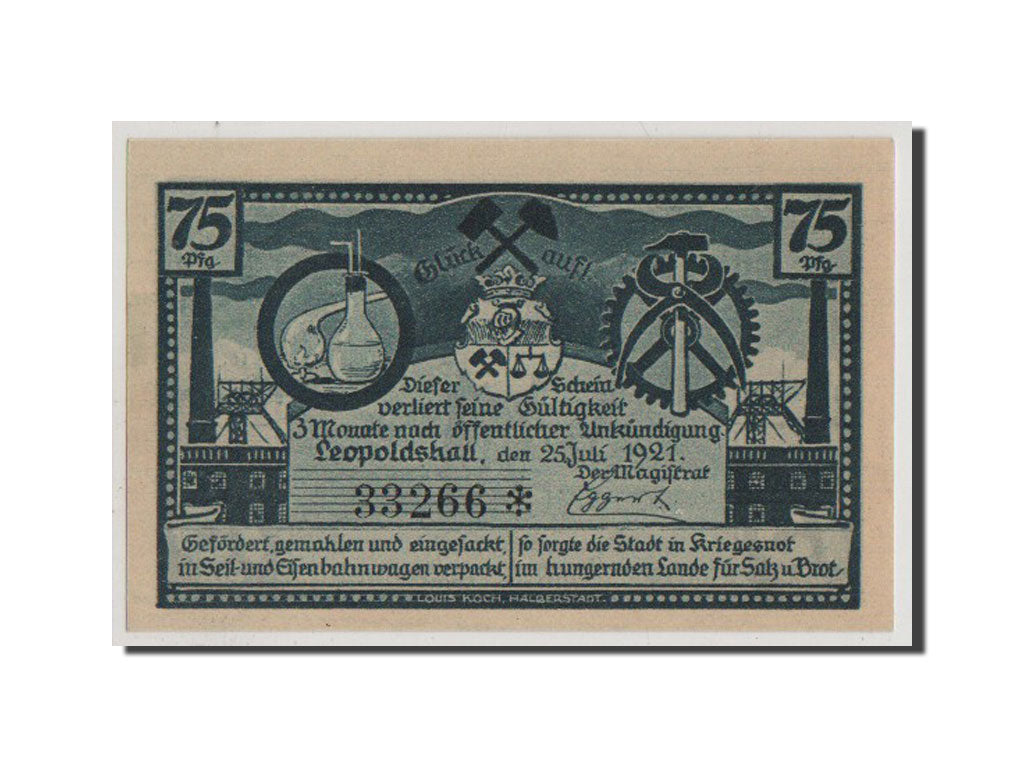 75
Pfg
75
Pfg
Glück auf!
Dieser Schein
verliert seine Gültigkeit
3 Monate nach öffentlicher Ankündigung
Leopoldshall, den 25 Juli 1921.
Der Magistrat
Eggert
33266 *
Gefördert, gemahlen und eingesackt,
in Seil- und Eisenbahnwagen verpackt,
so sorgte die Stadt in Kriegesnot
im hungernden Lande für Salz u. Brot
LOUIS KOCH, HALBERSTADT.